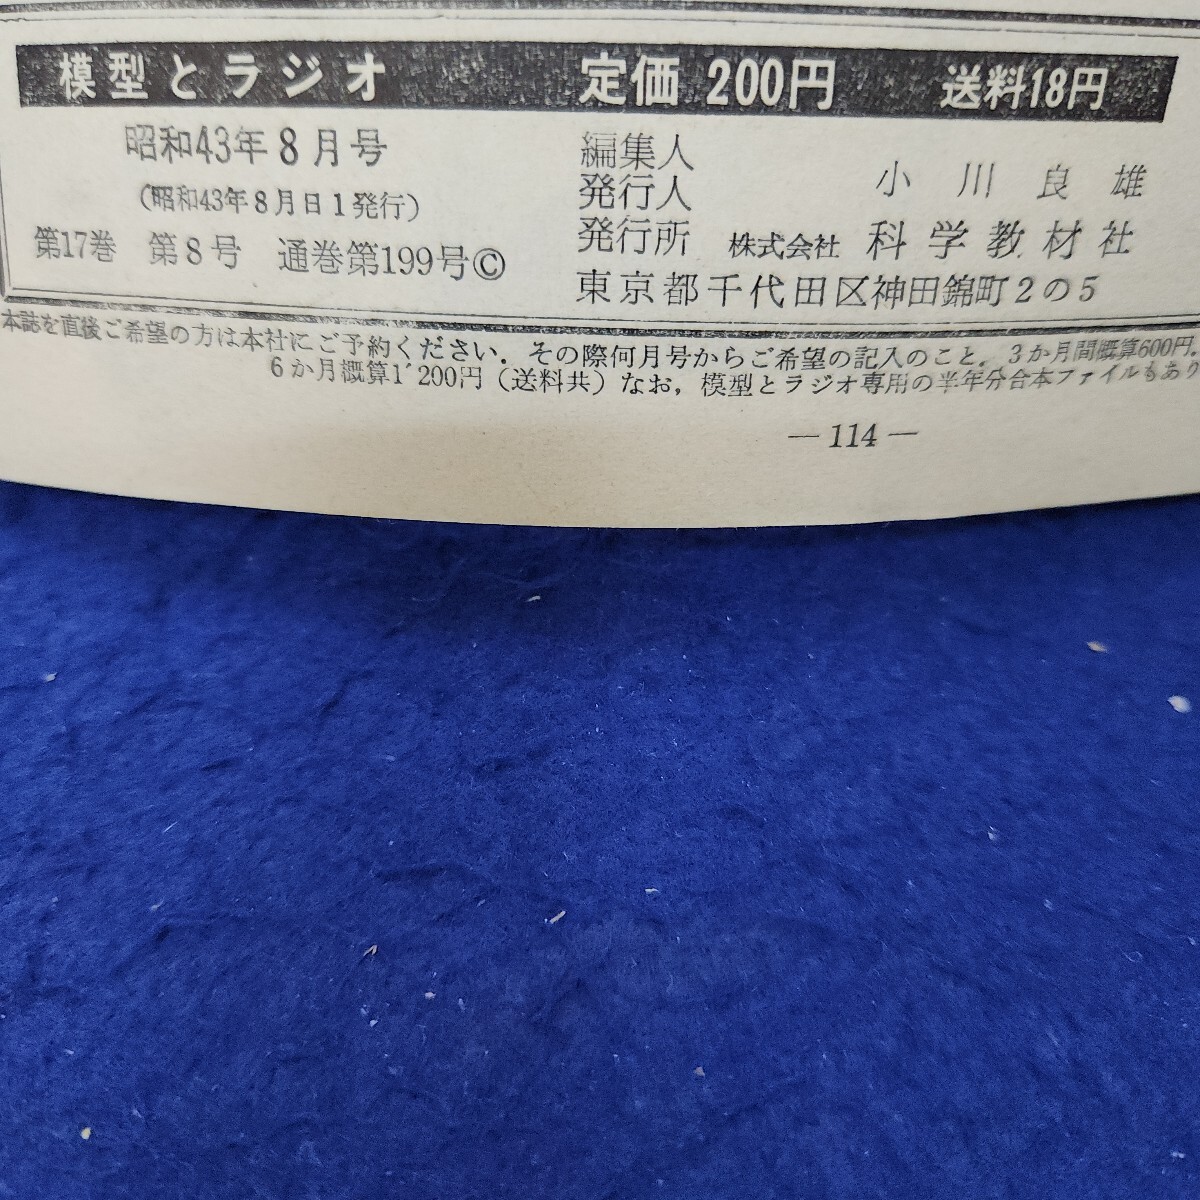 模型とラジオ 定価 200円 送料18円
昭和43年8月号
(昭和43年8月日1発行)
第17巻 第8号 通巻第199号©
編集人
発行人 小川良雄
発行所 株式会社 科学教材社
東京都千代田区神田錦町2の5
本誌を直後ご希望の方は本社にご予約ください．その際何月号からご希望の記入のこと．3か月間概算600円．
6か月概算1'200円（送料共）なお，模型とラジオ専用の半年分合本ファイルもあり
— 114 —